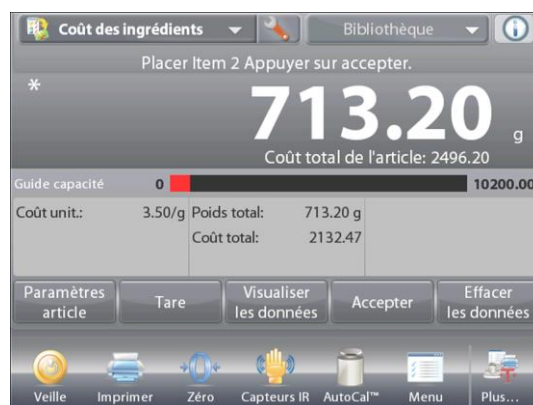 Coût des ingrédients
Bibliothèque
Placer Item 2 Appuyer sur accepter.
*
713.20 g
Coût total de l'article: 2496.20
Guide capacité 0 10200.00
Coût unit.: 3.50/g Poids total: 713.20 g
Coût total: 2132.47
Paramètres article
Tare
Visualiser les données
Accepter
Effacer les données
Veille Imprimer Zéro Capteurs IR AutoCal™ Menu Plus...